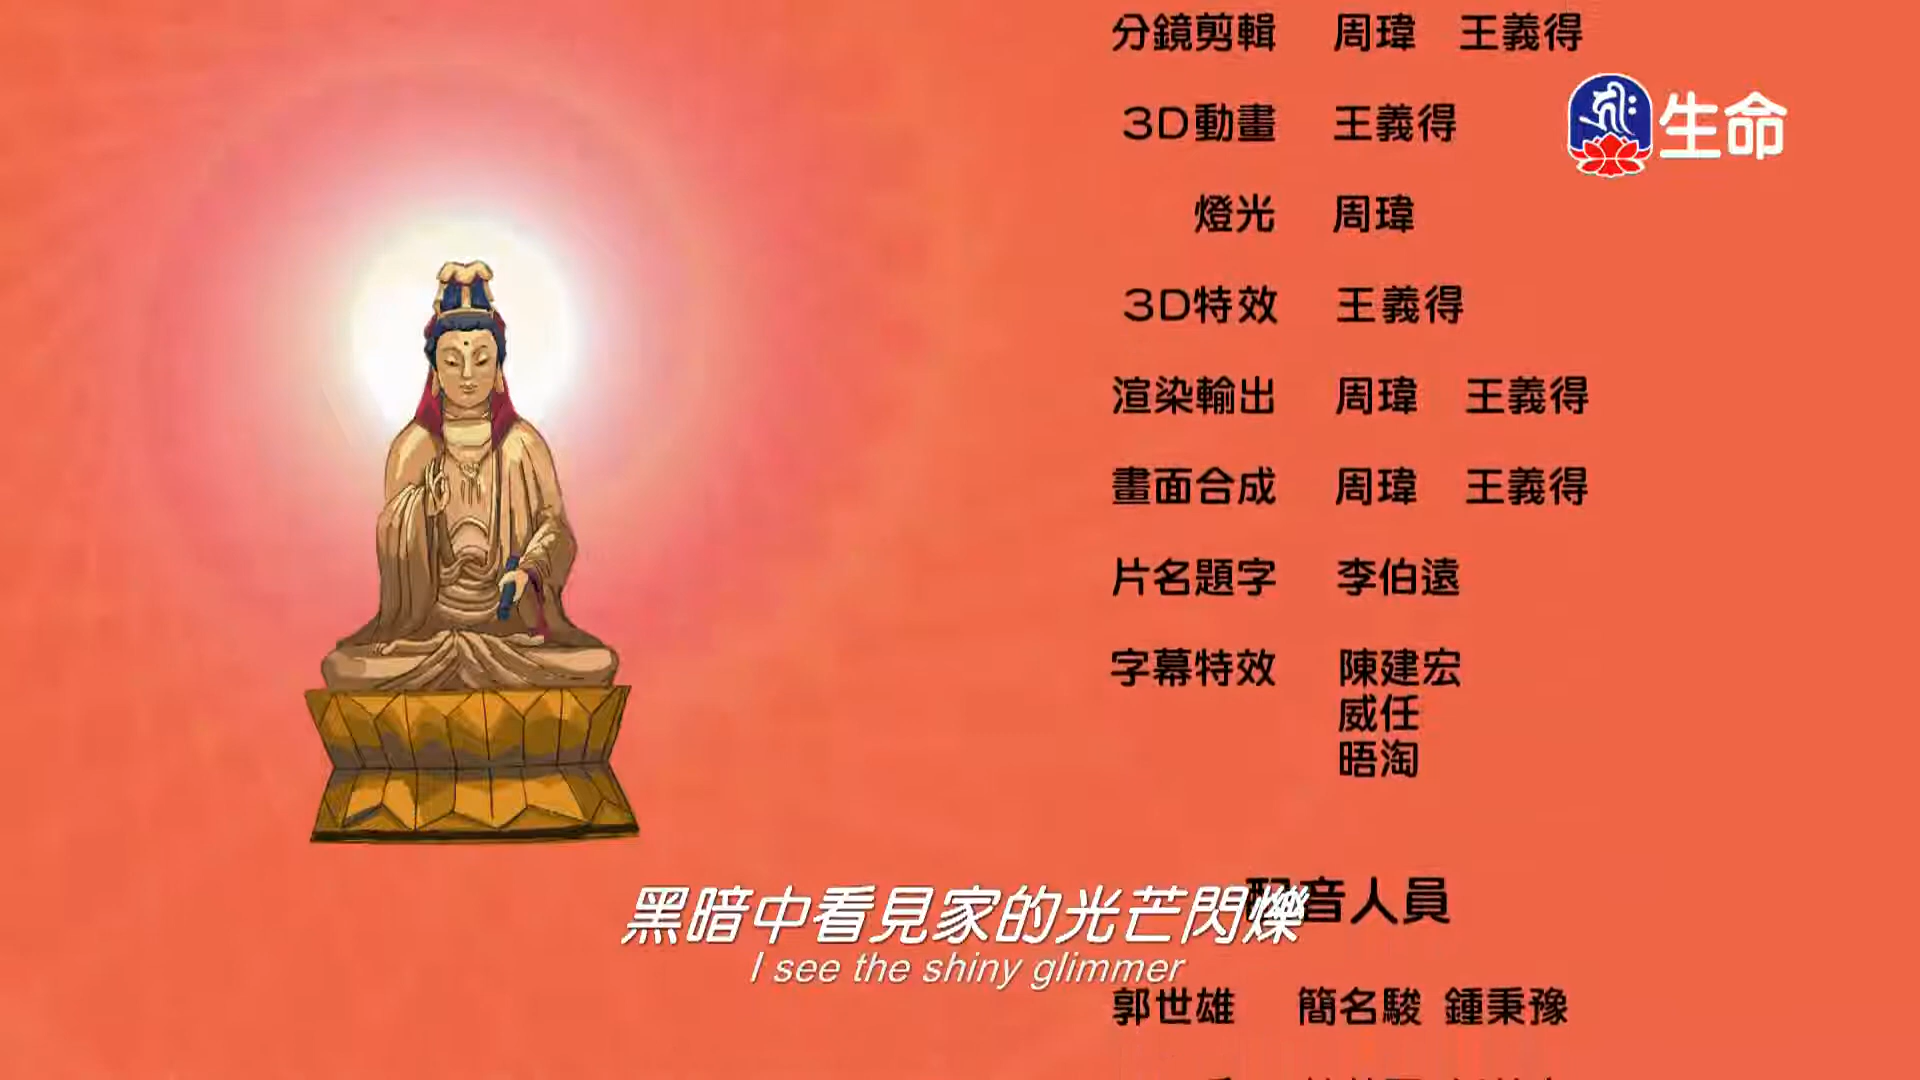 分鏡剪輯 周瑋 王義得
生命
3D動畫 王義得
燈光 周瑋
3D特效 王義得
渲染輸出 周瑋 王義得
畫面合成 周瑋 王義得
片名題字 李伯遠
字幕特效 陳建宏
威任
晤淘
音人員
黑暗中看見家的光芒閃爍
I see the shiny glimmer
郭世雄 簡名駿 鍾秉豫